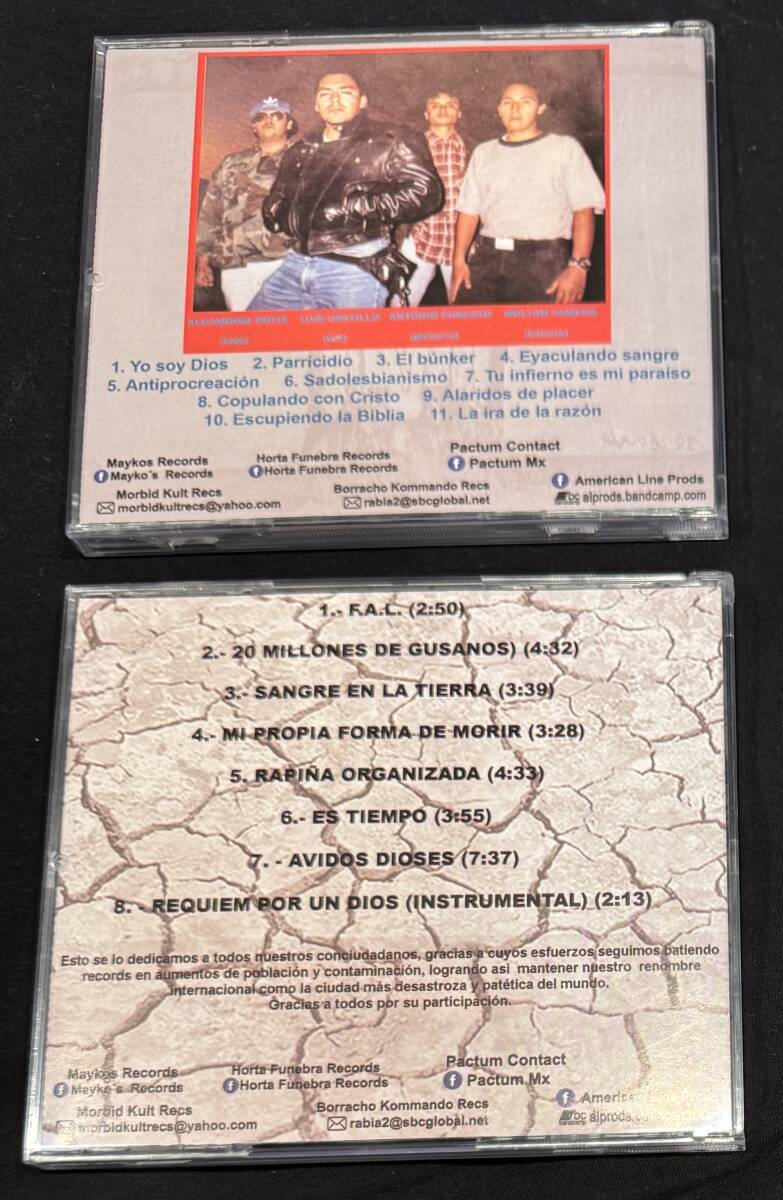 ALEJANDRO ORTIZ LUIS CASTILLO ANTONIO PORCAYO WOLFAN CAMPOS
(bajo) (voz) (guitarra) (batería)
1. Yo soy Dios 2. Parricidio 3. El búnker 4. Eyaculando sangre
5. Antiprocreación 6. Sadolesbianismo 7. Tu infierno es mi paraíso
8. Copulando con Cristo 9. Alaridos de placer
10. Escupiendo la Biblia 11. La ira de la razón
Maykos Records
Mayko´s Records
Horta Funebra Records
Horta Funebra Records
Pactum Contact
Pactum Mx
Morbid Kult Recs
morbidkultrecs@yahoo.com
Borracho Kommando Recs
rabia2@sbcglobal.net
American Line Prods
alprods.bandcamp.com
1.- F.A.L. (2:50)
2.- 20 MILLONES DE GUSANOS) (4:32)
3.- SANGRE EN LA TIERRA (3:39)
4.- MI PROPIA FORMA DE MORIR (3:28)
5. RAPIÑA ORGANIZADA (4:33)
6.- ES TIEMPO (3:55)
7. - AVIDOS DIOSES (7:37)
8. - REQUIEM POR UN DIOS (INSTRUMENTAL) (2:13)
Esto se lo dedicamos a todos nuestros conciudadanos, gracias a cuyos esfuerzos seguimos batiendo
records en aumentos de población y contaminación, logrando asi mantener nuestro renombre
internacional como la ciudad más desastroza y patética del mundo.
Gracias a todos por su participación.
Maykos Records
Mayko´s Records
Horta Funebra Records
Horta Funebra Records
Pactum Contact
Pactum Mx
Morbid Kult Recs
morbidkultrecs@yahoo.com
Borracho Kommando Recs
rabia2@sbcglobal.net
American
alprods.